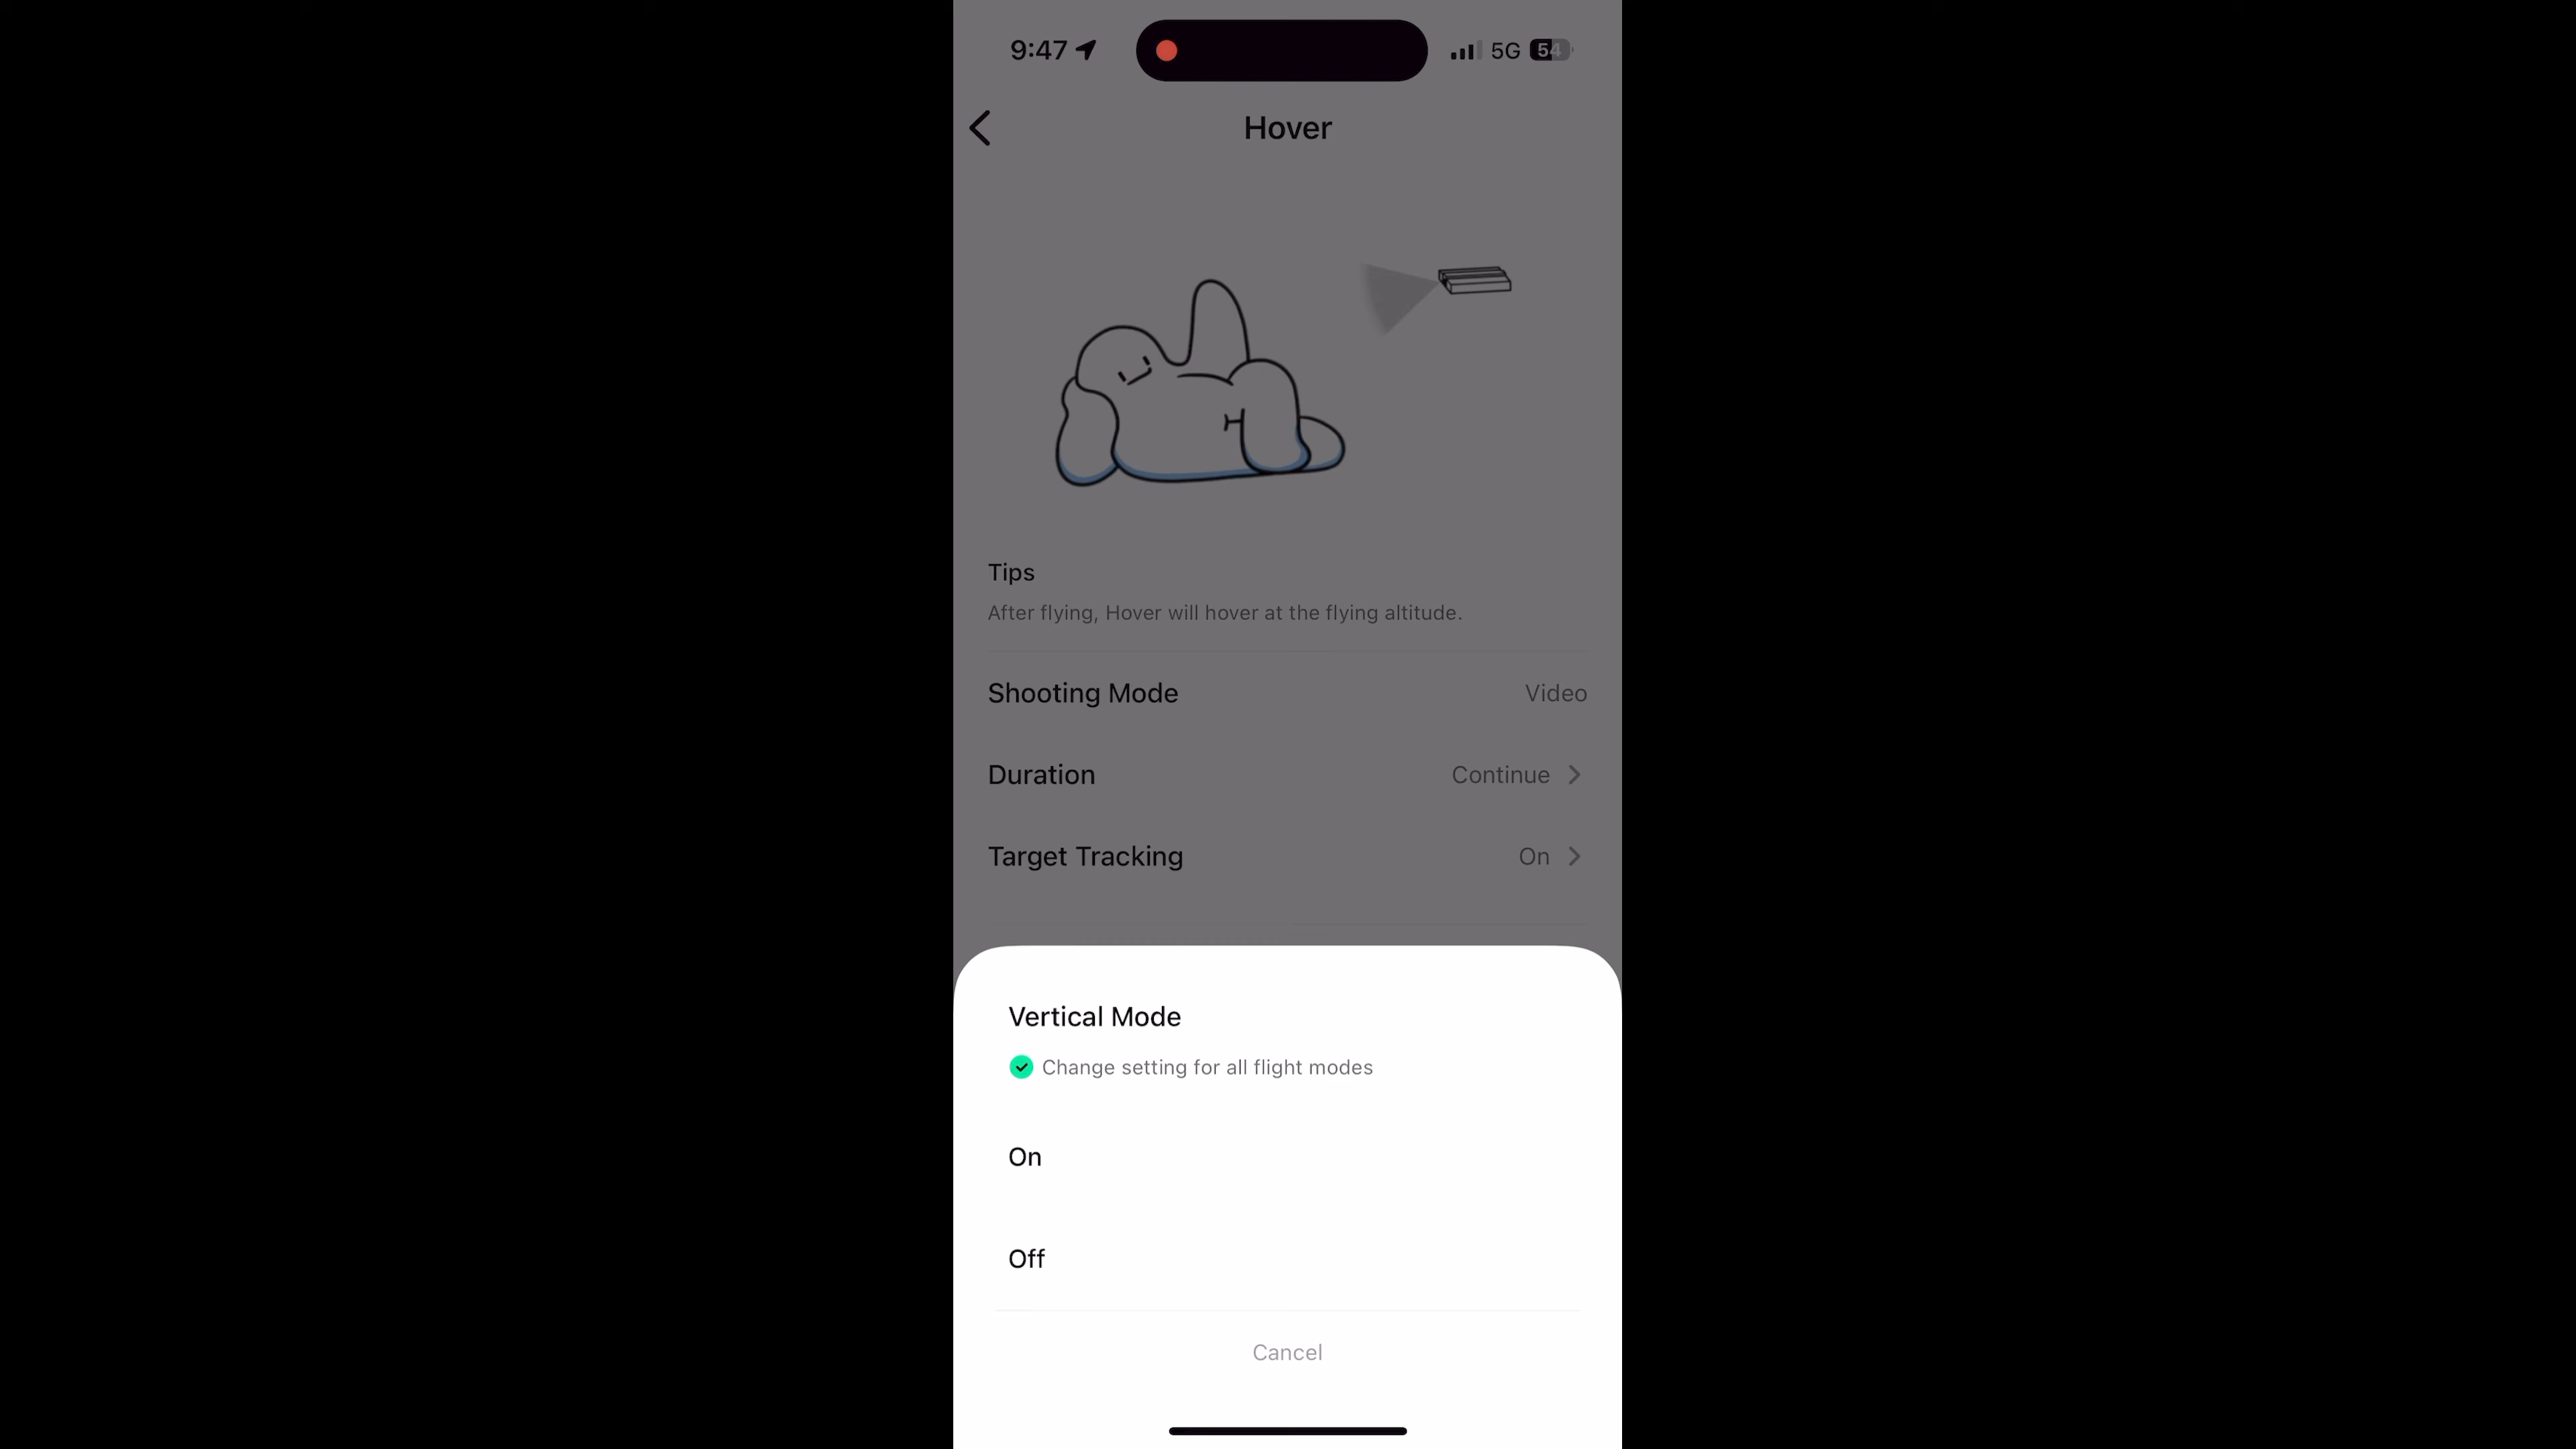 9:47
5G
54
Hover
Tips
After flying, Hover will hover at the flying altitude.
Shooting Mode
Video
Duration
Continue
Target Tracking
On
Vertical Mode
Change setting for all flight modes
On
Off
Cancel